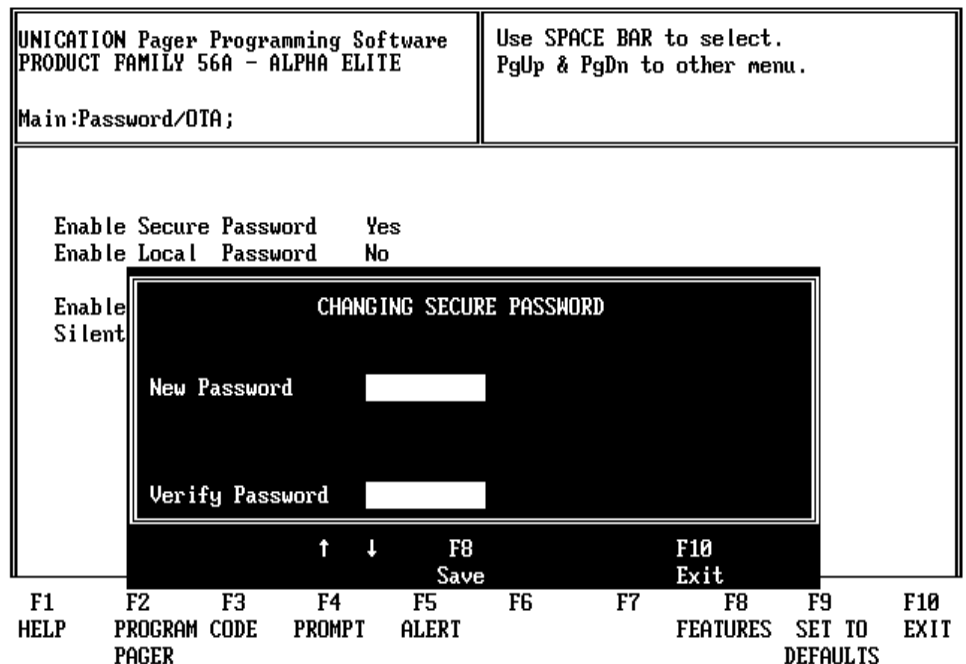 UNICATION Pager Programming Software
PRODUCT FAMILY 56A - ALPHA ELITE
Main:Password/OTA;
Use SPACE BAR to select.
PgUp & PgDn to other menu.
Enable Secure Password Yes
Enable Local Password No
Enable
Silent
CHANGING SECURE PASSWORD
New Password
Verify Password
↑ ↓ F8 F10
Save Exit
F1 F2 F3 F4 F5 F6 F7 F8 F9 F10
HELP PROGRAM CODE PROMPT ALERT FEATURES SET TO EXIT
PAGER DEFAULTS